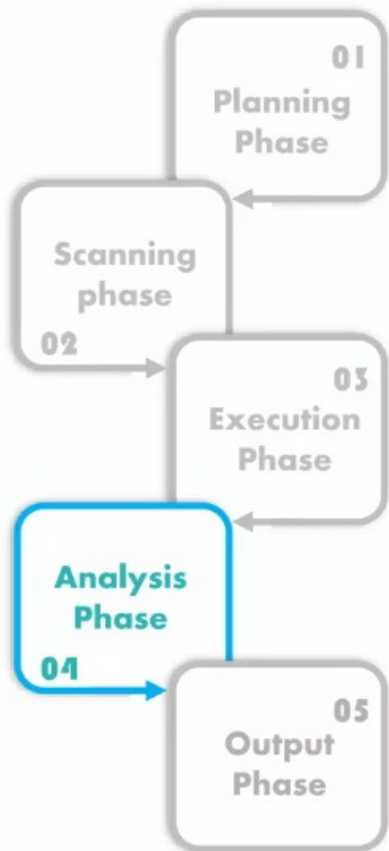 01
Planning
Phase
Scanning
phase
02
03
Execution
Phase
Analysis
Phase
04
05
Output
Phase